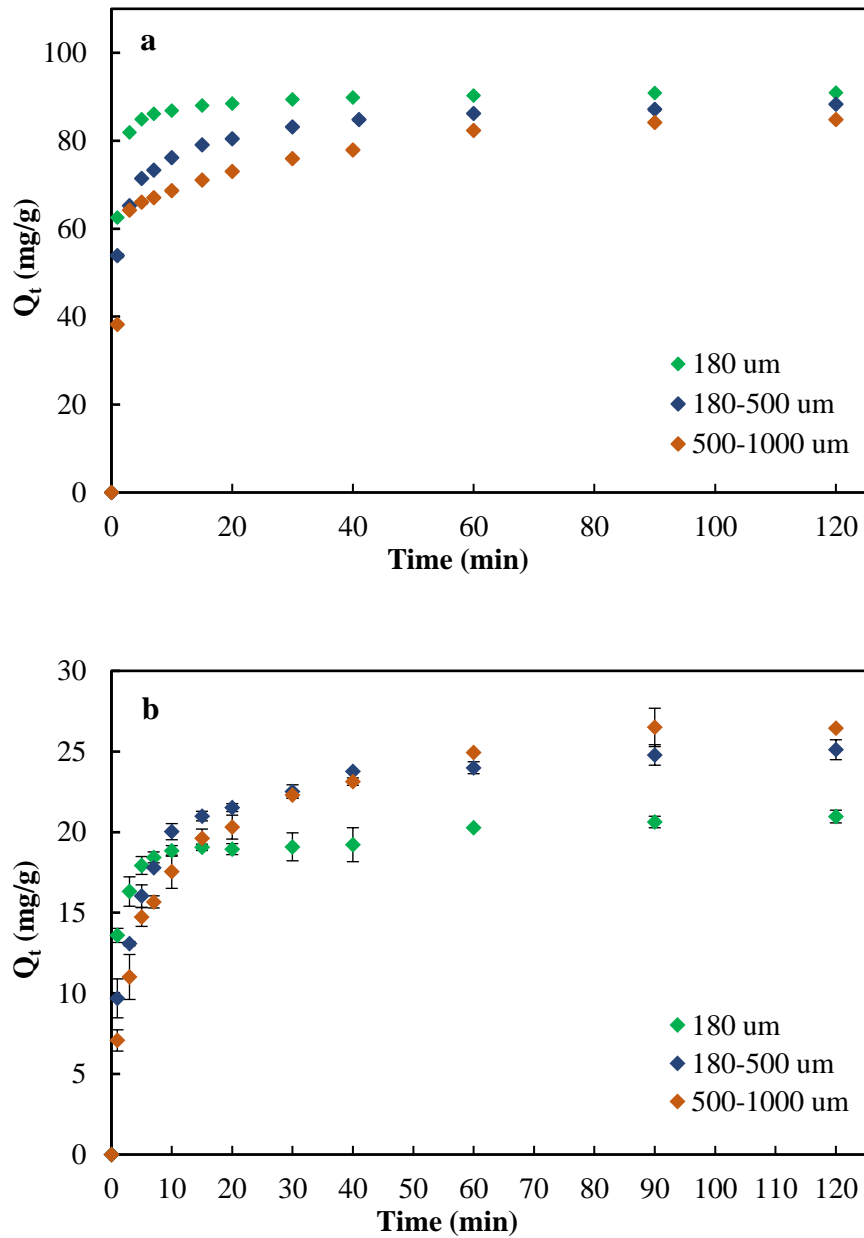 a
100
80
60
40
20
0
Qt (mg/g)
180 um
180-500 um
500-1000 um
0 20 40 60 80 100 120
Time (min)
b
30
25
20
15
10
5
0
Qt (mg/g)
180 um
180-500 um
500-1000 um
0 10 20 30 40 50 60 70 80 90 100 110 120
Time (min)